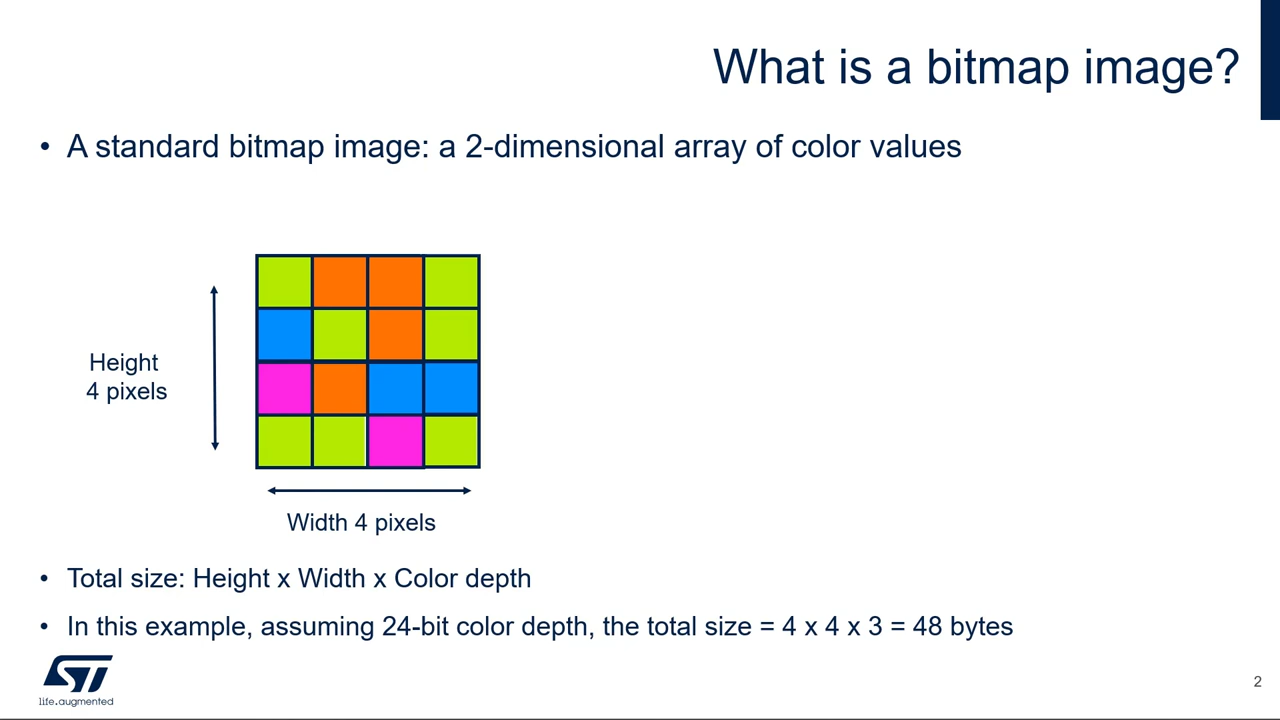 What is a bitmap image?
• A standard bitmap image: a 2-dimensional array of color values
Height
4 pixels
Width 4 pixels
• Total size: Height x Width x Color depth
• In this example, assuming 24-bit color depth, the total size = 4 x 4 x 3 = 48 bytes
ST
life.augmented
2